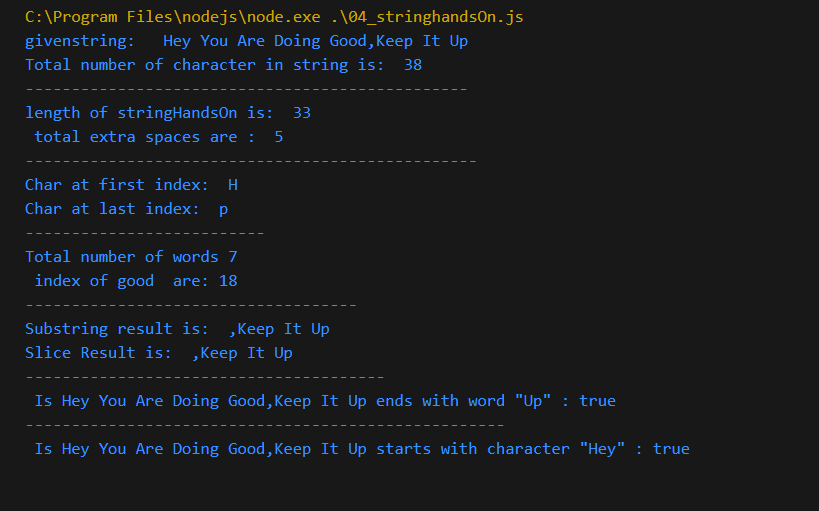 C:\Program Files\nodejs\node.exe .\04_stringhandsOn.js
givenstring:   Hey You Are Doing Good,Keep It Up
Total number of character in string is:  38
------------------------------------------------
length of stringHandsOn is:  33
 total extra spaces are :  5
-------------------------------------------------
Char at first index:  H
Char at last index:  p
--------------------------
Total number of words 7
 index of good  are: 18
------------------------------------
Substring result is:  ,Keep It Up
Slice Result is:  ,Keep It Up
---------------------------------------
 Is Hey You Are Doing Good,Keep It Up ends with word "Up" : true
----------------------------------------------------
 Is Hey You Are Doing Good,Keep It Up starts with character "Hey" : true